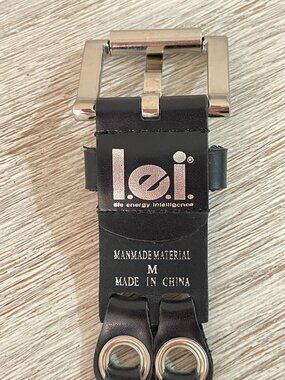 l.e.i.®
life energy intelligence
MANMADE MATERIAL
M
MADE IN CHINA